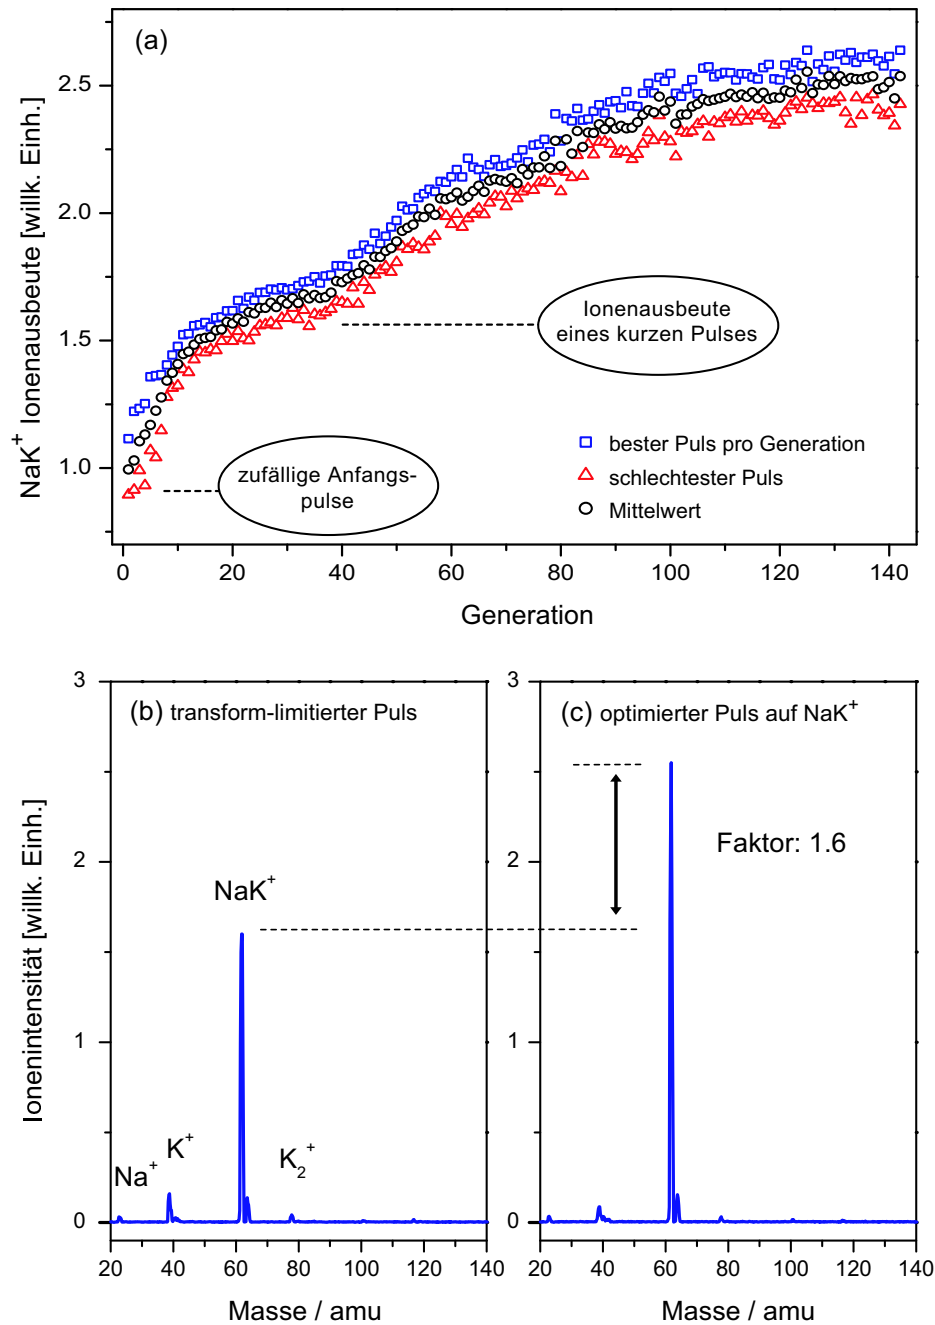 (a)
NaK+ Ionenausbeute [willk. Einh.]
2.5
2.0
1.5
1.0
Ionenausbeute
eines kurzen Pulses
bester Puls pro Generation
schlechtester Puls
Mittelwert
zufällige Anfangs-
pulse
0 20 40 60 80 100 120 140
Generation
(b) transform-limitierter Puls
(c) optimierter Puls auf NaK+
Ionenintensität [willk. Einh.]
3
2
1
0
NaK+
Na+
K+
K2+
20 40 60 80 100 120 140
Masse / amu
3
2
1
0
Faktor: 1.6
20 40 60 80 100 120 140
Masse / amu